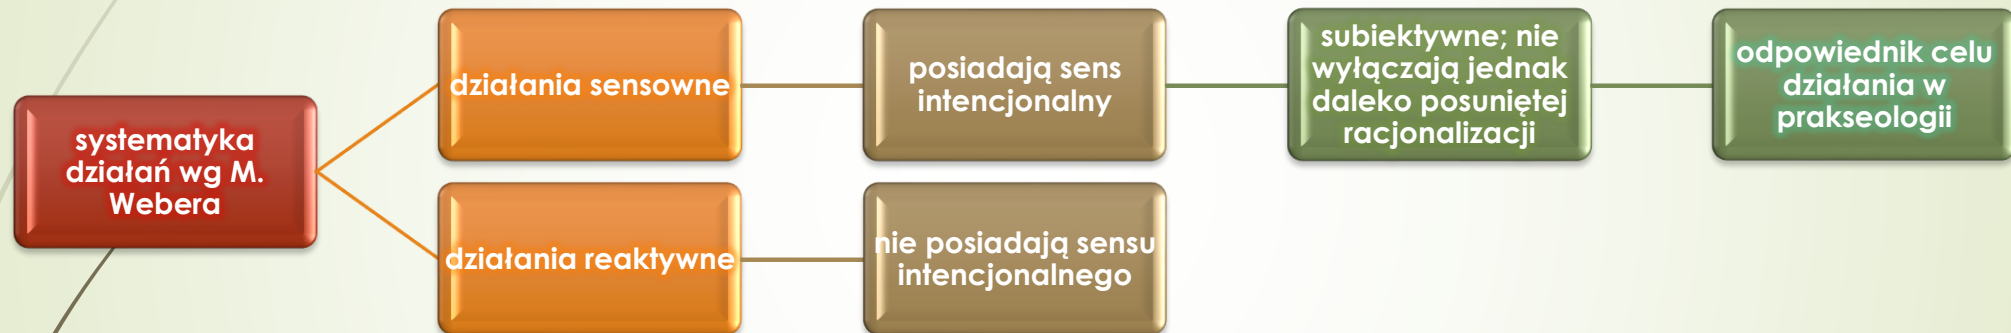 systematyka
działań wg M.
Webera
działania sensowne
posiadają sens
intencjonalny
subiektywne; nie
wyłączają jednak
daleko posuniętej
racjonalizacji
odpowiednik celu
działania w
prakseologii
działania reaktywne
nie posiadają sensu
intencjonalnego